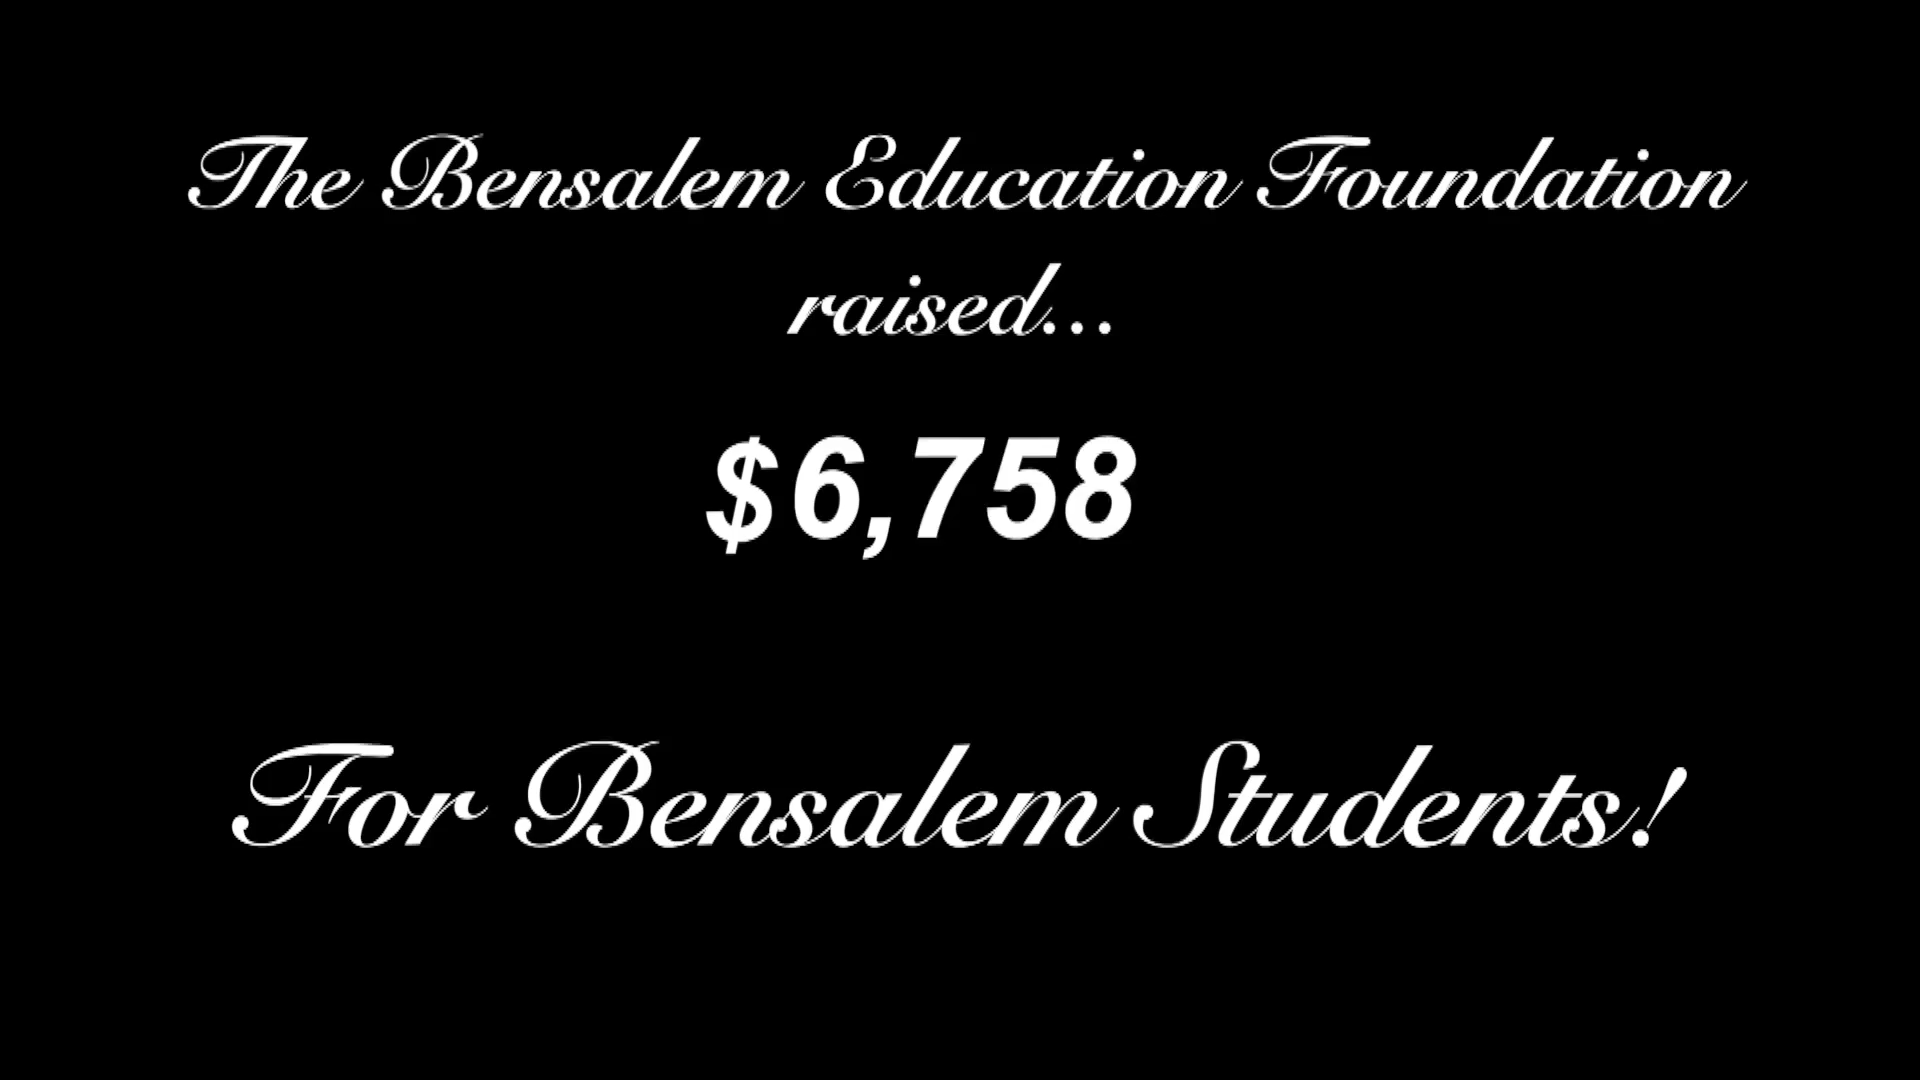 The Bensalem Education Foundation
raised...
$6,758
For Bensalem Students!